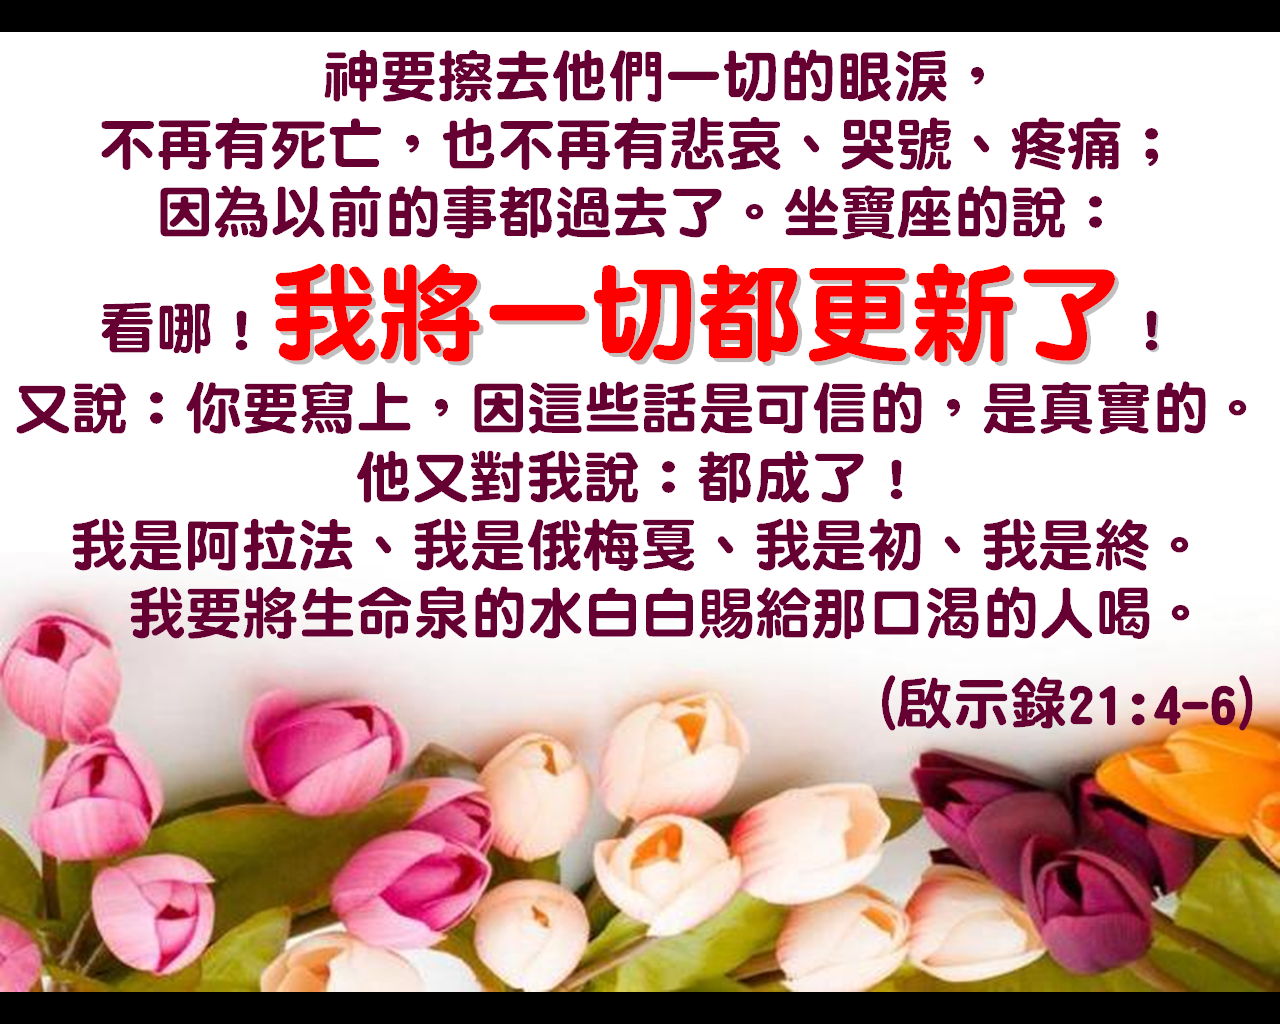 神要擦去他們一切的眼淚，
不再有死亡，也不再有悲哀、哭號、疼痛；
因為以前的事都過去了。坐寶座的說：
看哪！我將一切都更新了！
又說：你要寫上，因這些話是可信的，是真實的。
他又對我說：都成了！
我是阿拉法、我是俄梅戛、我是初、我是終。
我要將生命泉的水白白賜給那口渴的人喝。
(啟示錄21:4-6)